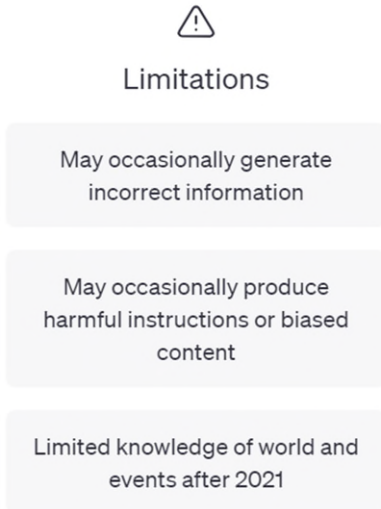 Limitations
May occasionally generate
incorrect information
May occasionally produce
harmful instructions or biased
content
Limited knowledge of world and
events after 2021